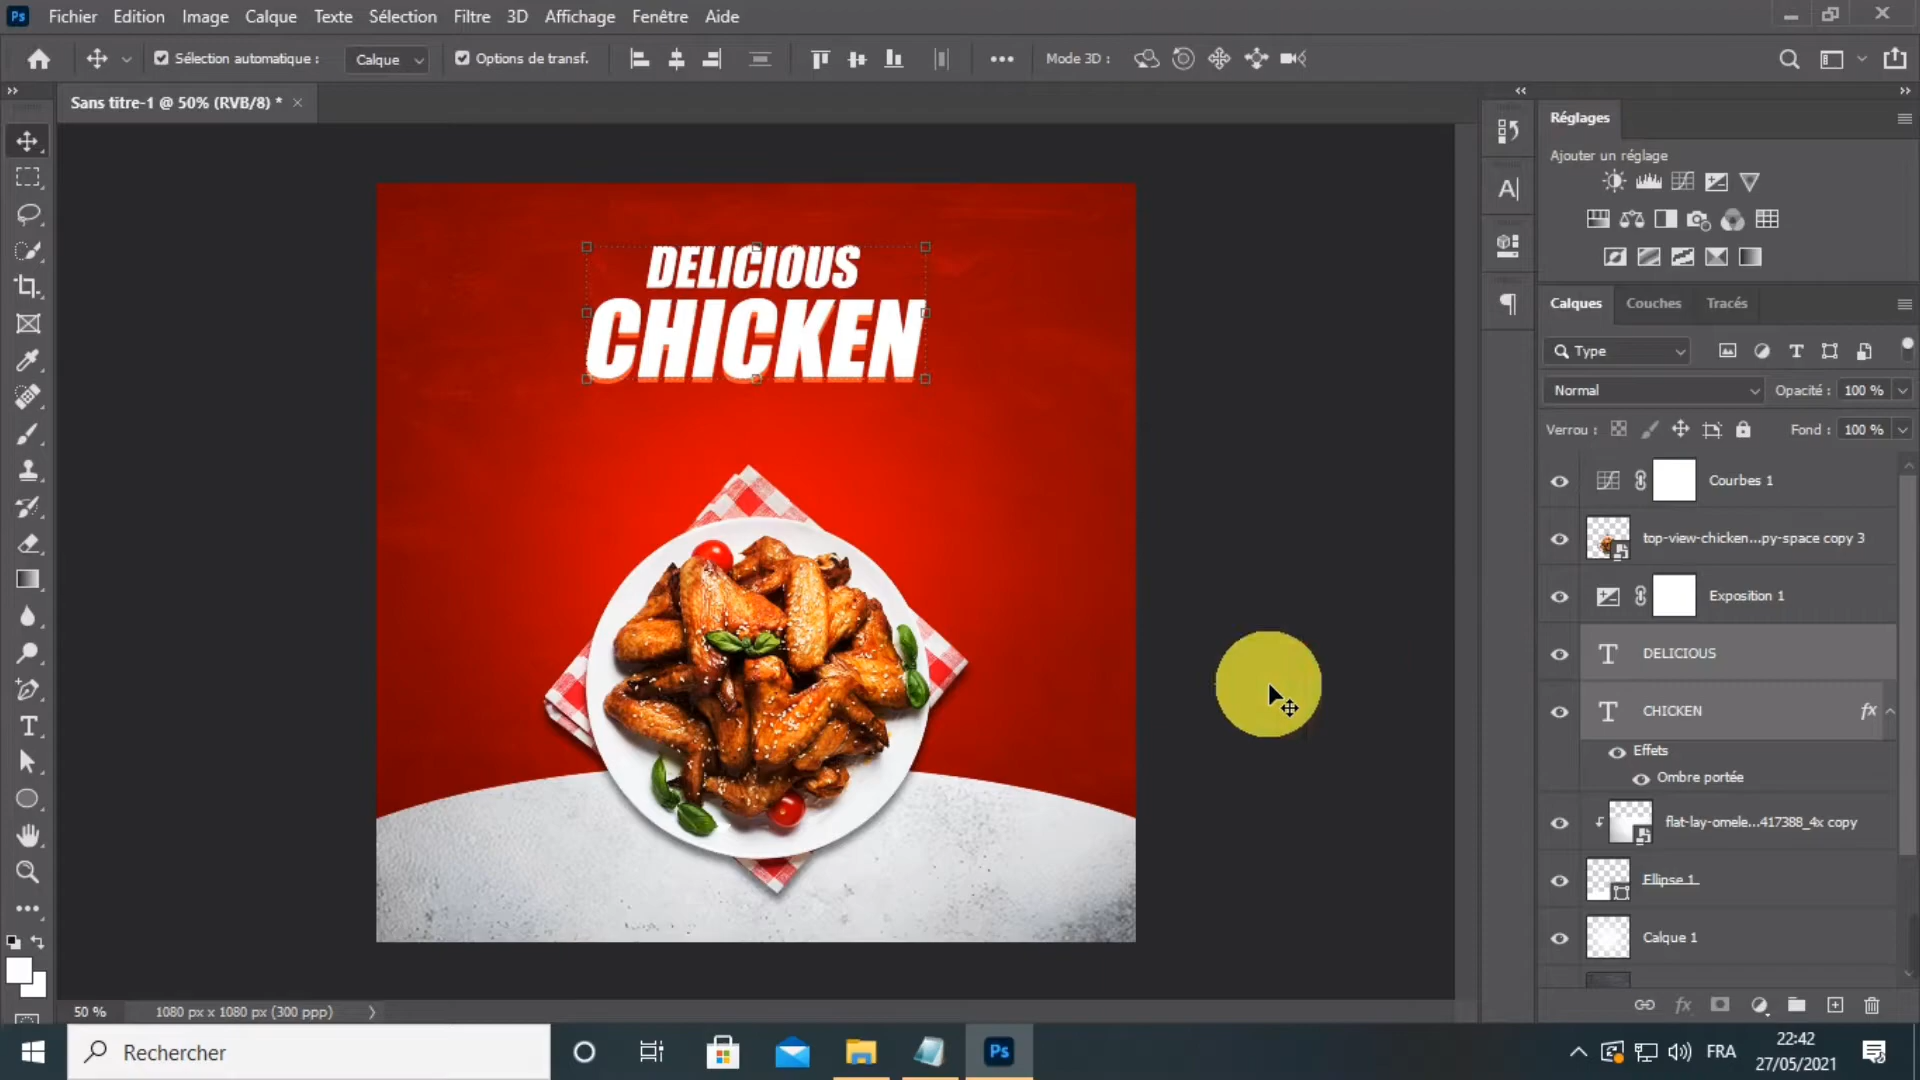 Ps Fichier Edition Image Calque Texte Sélection Filtre 3D Affichage Fenêtre Aide
Sélection automatique : Calque Options de transf. Mode 3D :
Sans titre-1 @ 50% (RVB/8) *
DELICIOUS
CHICKEN
Réglages
Ajouter un réglage
Calques Couches Tracés
Type
Normal Opacité : 100 %
Verrou : Fond : 100 %
Courbes 1
top-view-chicken...py-space copy 3
Exposition 1
DELICIOUS
CHICKEN fx
Effets
Ombre portée
flat-lay-omele...417388_4x copy
Ellipse 1
Calque 1
fx
50 % 1080 px x 1080 px (300 ppp)
Rechercher
Ps
FRA
22:42
27/05/2021